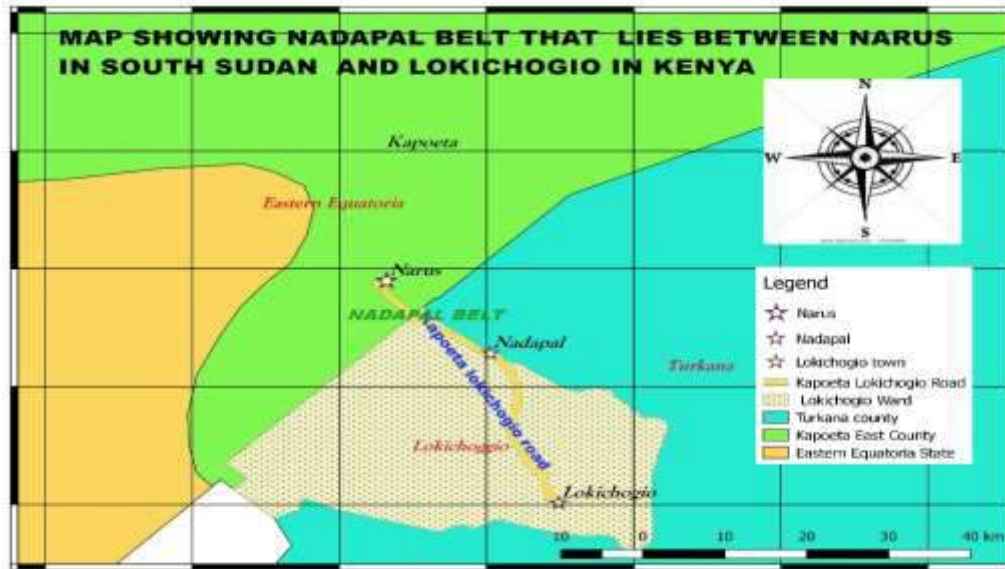 MAP SHOWING NADAPAL BELT THAT LIES BETWEEN NARUS
IN SOUTH SUDAN AND LOKICHOGIO IN KENYA
N
W
E
S
Kapoeta
Eastern Equatoria
Narus
NADAPAL BELT
Nadapal
Kapoeta lokichogio road
Turkana
Lokichoggio
Lokichogio
Legend
Narus
Nadapal
Lokichogio town
Kapoeta Lokichogio Road
Lokichogio Ward
Turkana county
Kapoeta East County
Eastern Equatoria State
10 0 10 20 30 40 km